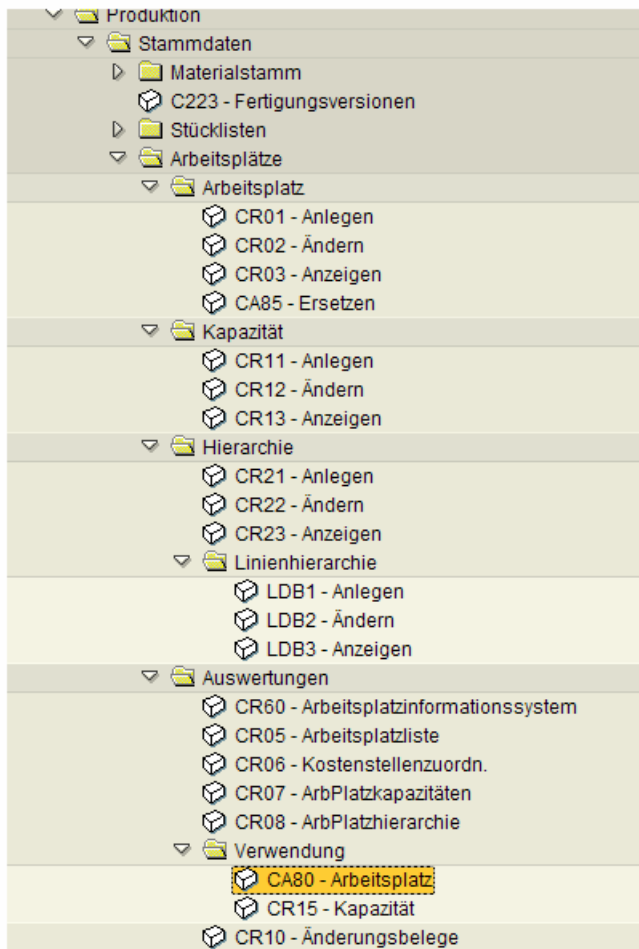 Produktion
Stammdaten
Materialstamm
C223 - Fertigungsversionen
Stücklisten
Arbeitsplätze
Arbeitsplatz
CR01 - Anlegen
CR02 - Ändern
CR03 - Anzeigen
CA85 - Ersetzen
Kapazität
CR11 - Anlegen
CR12 - Ändern
CR13 - Anzeigen
Hierarchie
CR21 - Anlegen
CR22 - Ändern
CR23 - Anzeigen
Linienhierarchie
LDB1 - Anlegen
LDB2 - Ändern
LDB3 - Anzeigen
Auswertungen
CR60 - Arbeitsplatzinformationssystem
CR05 - Arbeitsplatzliste
CR06 - Kostenstellenzuordn.
CR07 - ArbPlatzkapazitäten
CR08 - ArbPlatzhierarchie
Verwendung
CA80 - Arbeitsplatz
CR15 - Kapazität
CR10 - Änderungsbelege